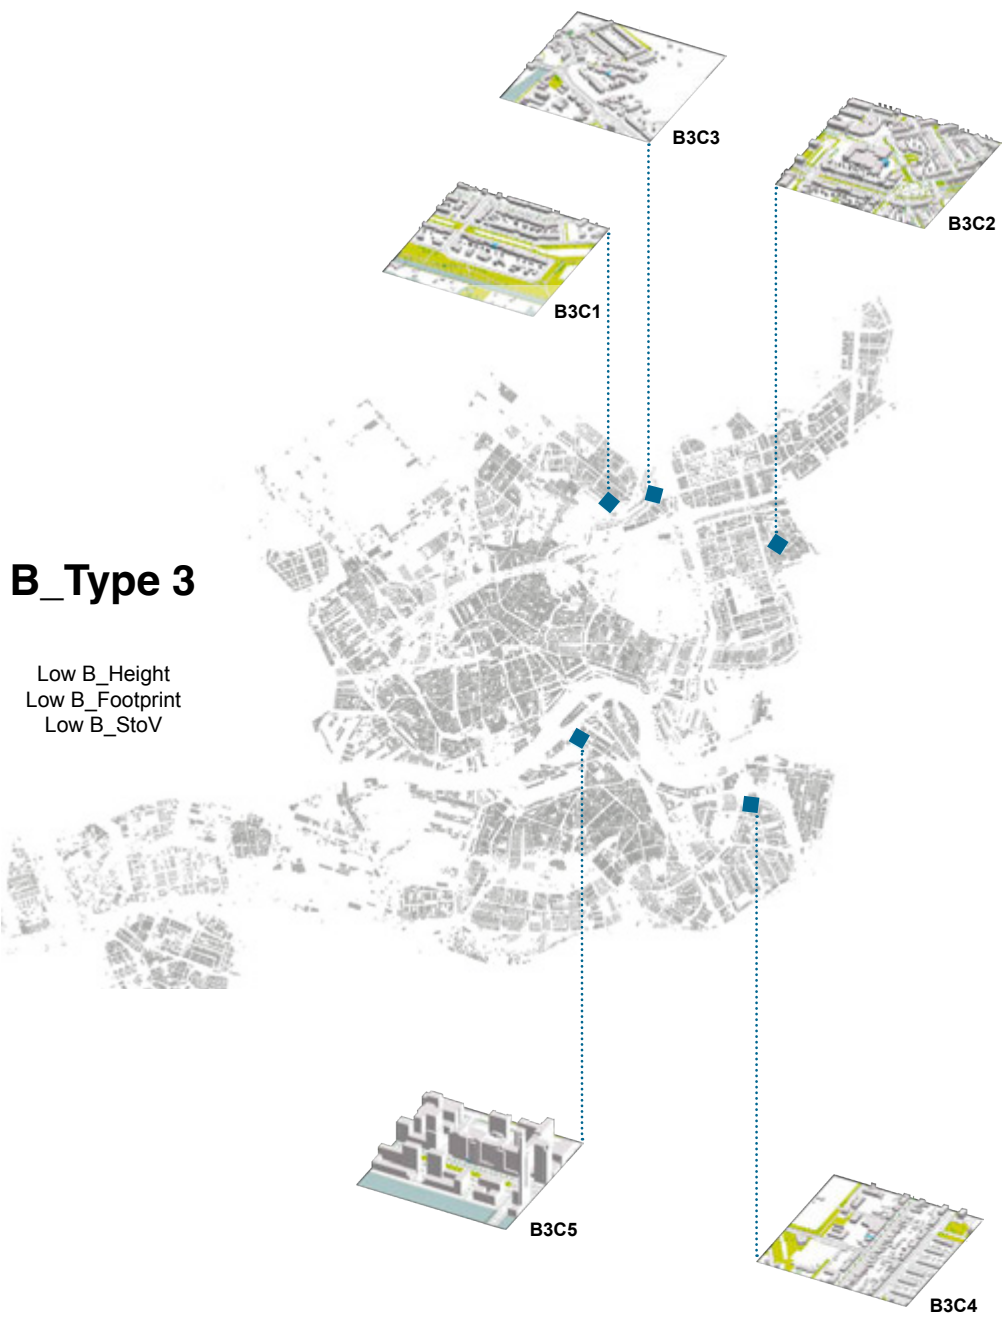 B3C3
B3C2
B3C1
B_Type 3
Low B_Height
Low B_Footprint
Low B_StoV
B3C5
B3C4